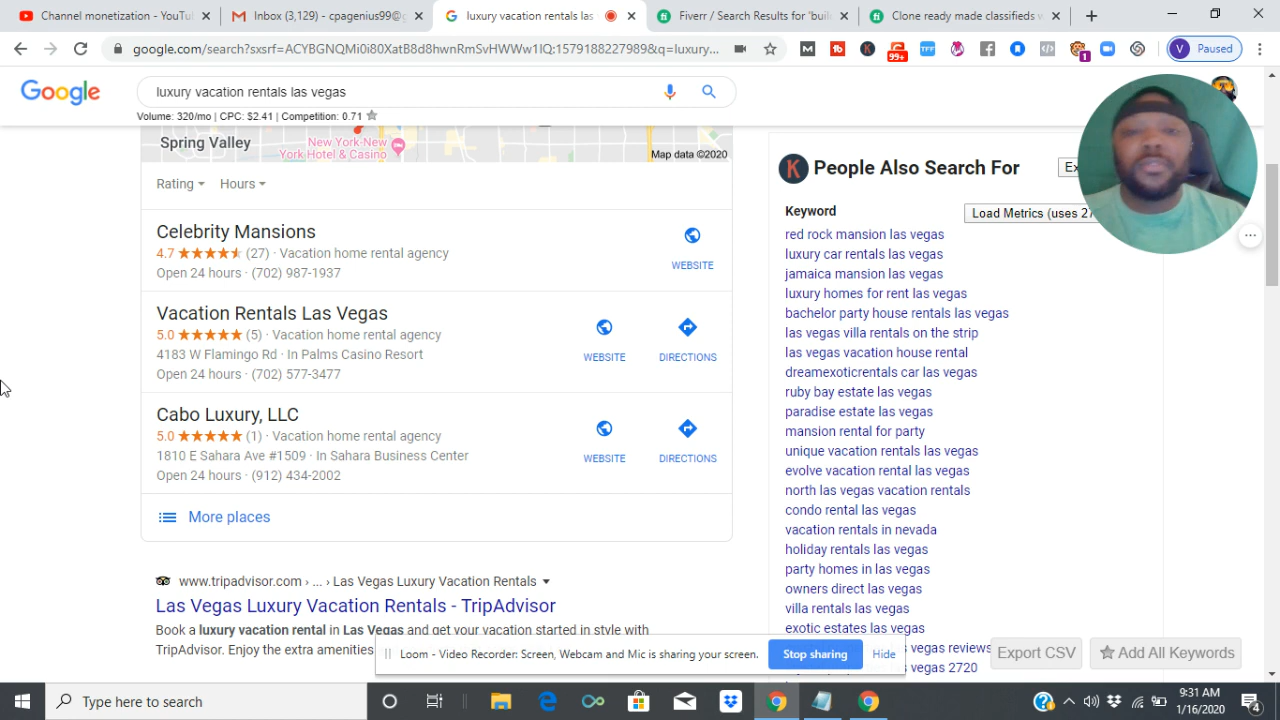 Channel monetization - YouTu
Inbox (3,129) - cpagenius99@
luxury vacation rentals las
Fiverr / Search Results for 'buil
Clone ready made classifieds
google.com/search?sxsrf=ACYBGNQMi0i80XatB8d8hwnRmSvHWWw1IQ:1579188227989&q=luxury...
99+
TFF
1
V Paused
Google
luxury vacation rentals las vegas
Volume: 320/mo | CPC: $2.41 | Competition: 0.71
Spring Valley
New York-New
York Hotel & Casino
Map data ©2020
Rating
Hours
Celebrity Mansions
4.7 (27) · Vacation home rental agency
Open 24 hours · (702) 987-1937
WEBSITE
Vacation Rentals Las Vegas
5.0 (5) · Vacation home rental agency
4183 W Flamingo Rd · In Palms Casino Resort
Open 24 hours · (702) 577-3477
WEBSITE
DIRECTIONS
Cabo Luxury, LLC
5.0 (1) · Vacation home rental agency
1810 E Sahara Ave #1509 · In Sahara Business Center
Open 24 hours · (912) 434-2002
WEBSITE
DIRECTIONS
More places
www.tripadvisor.com › ... › Las Vegas Luxury Vacation Rentals
Las Vegas Luxury Vacation Rentals - TripAdvisor
Book a luxury vacation rental in Las Vegas and get your vacation started in style with
TripAdvisor. Enjoy the extra amenities
K People Also Search For
Ex
Keyword
Load Metrics (uses 27
red rock mansion las vegas
luxury car rentals las vegas
jamaica mansion las vegas
luxury homes for rent las vegas
bachelor party house rentals las vegas
las vegas villa rentals on the strip
las vegas vacation house rental
dreamexoticrentals car las vegas
ruby bay estate las vegas
paradise estate las vegas
mansion rental for party
unique vacation rentals las vegas
evolve vacation rental las vegas
north las vegas vacation rentals
condo rental las vegas
vacation rentals in nevada
holiday rentals las vegas
party homes in las vegas
owners direct las vegas
villa rentals las vegas
exotic estates las vegas
vegas reviews
vegas 2720
Export CSV
Add All Keywords
Loom - Video Recorder: Screen, Webcam and Mic is sharing your screen.
Stop sharing
Hide
Type here to search
9:31 AM
1/16/2020
4